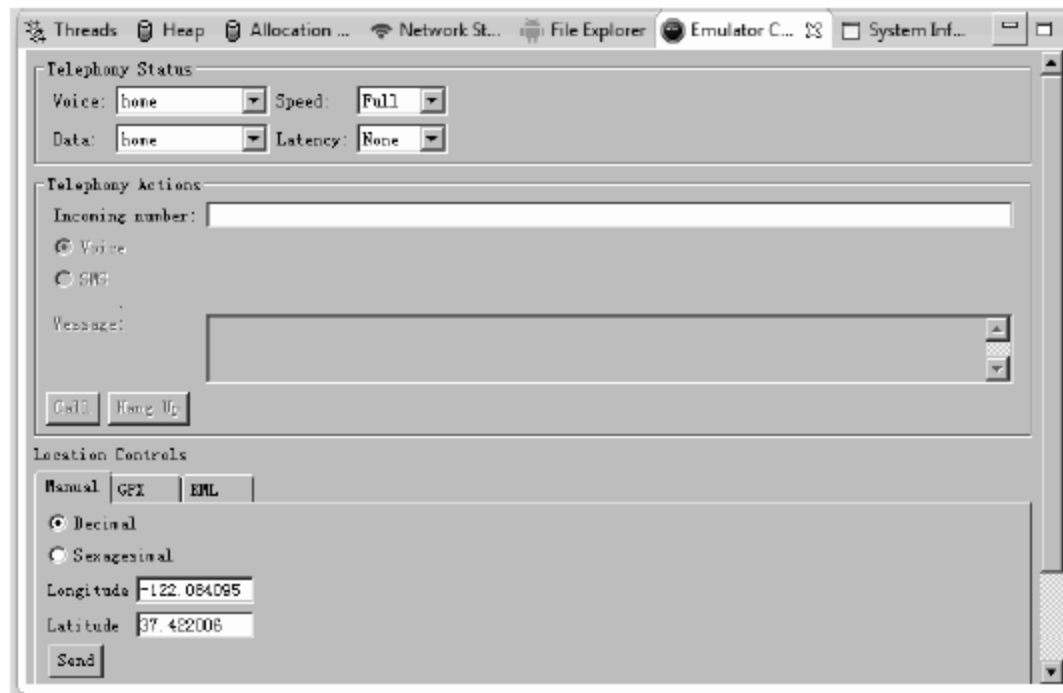 Threads Heap Allocation ... Network St... File Explorer Emulator C... System Inf...
Telephony Status
Voice: home Speed: Full
Data: home Latency: None
Telephony Actions
Incoming number:
Voice
SMS
Message:
Call Hang Up
Location Controls
Manual GPX KML
Decimal
Sexagesimal
Longitude -122.084095
Latitude 37.422006
Send